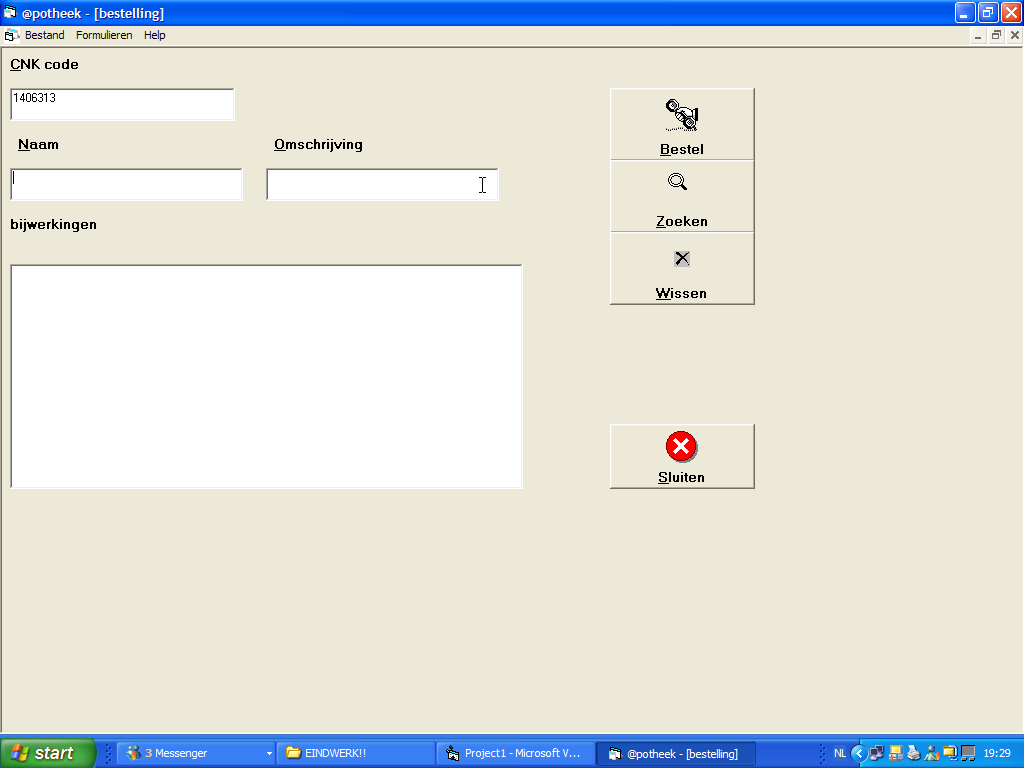 @potheek - [bestelling]
Bestand Formulieren Help
CNK code
1406313
Naam Omschrijving
bijwerkingen
Bestel
Zoeken
Wissen
Sluiten
start 3 Messenger EINDWERK!! Project1 - Microsoft V... @potheek - [bestelling] NL 19:29